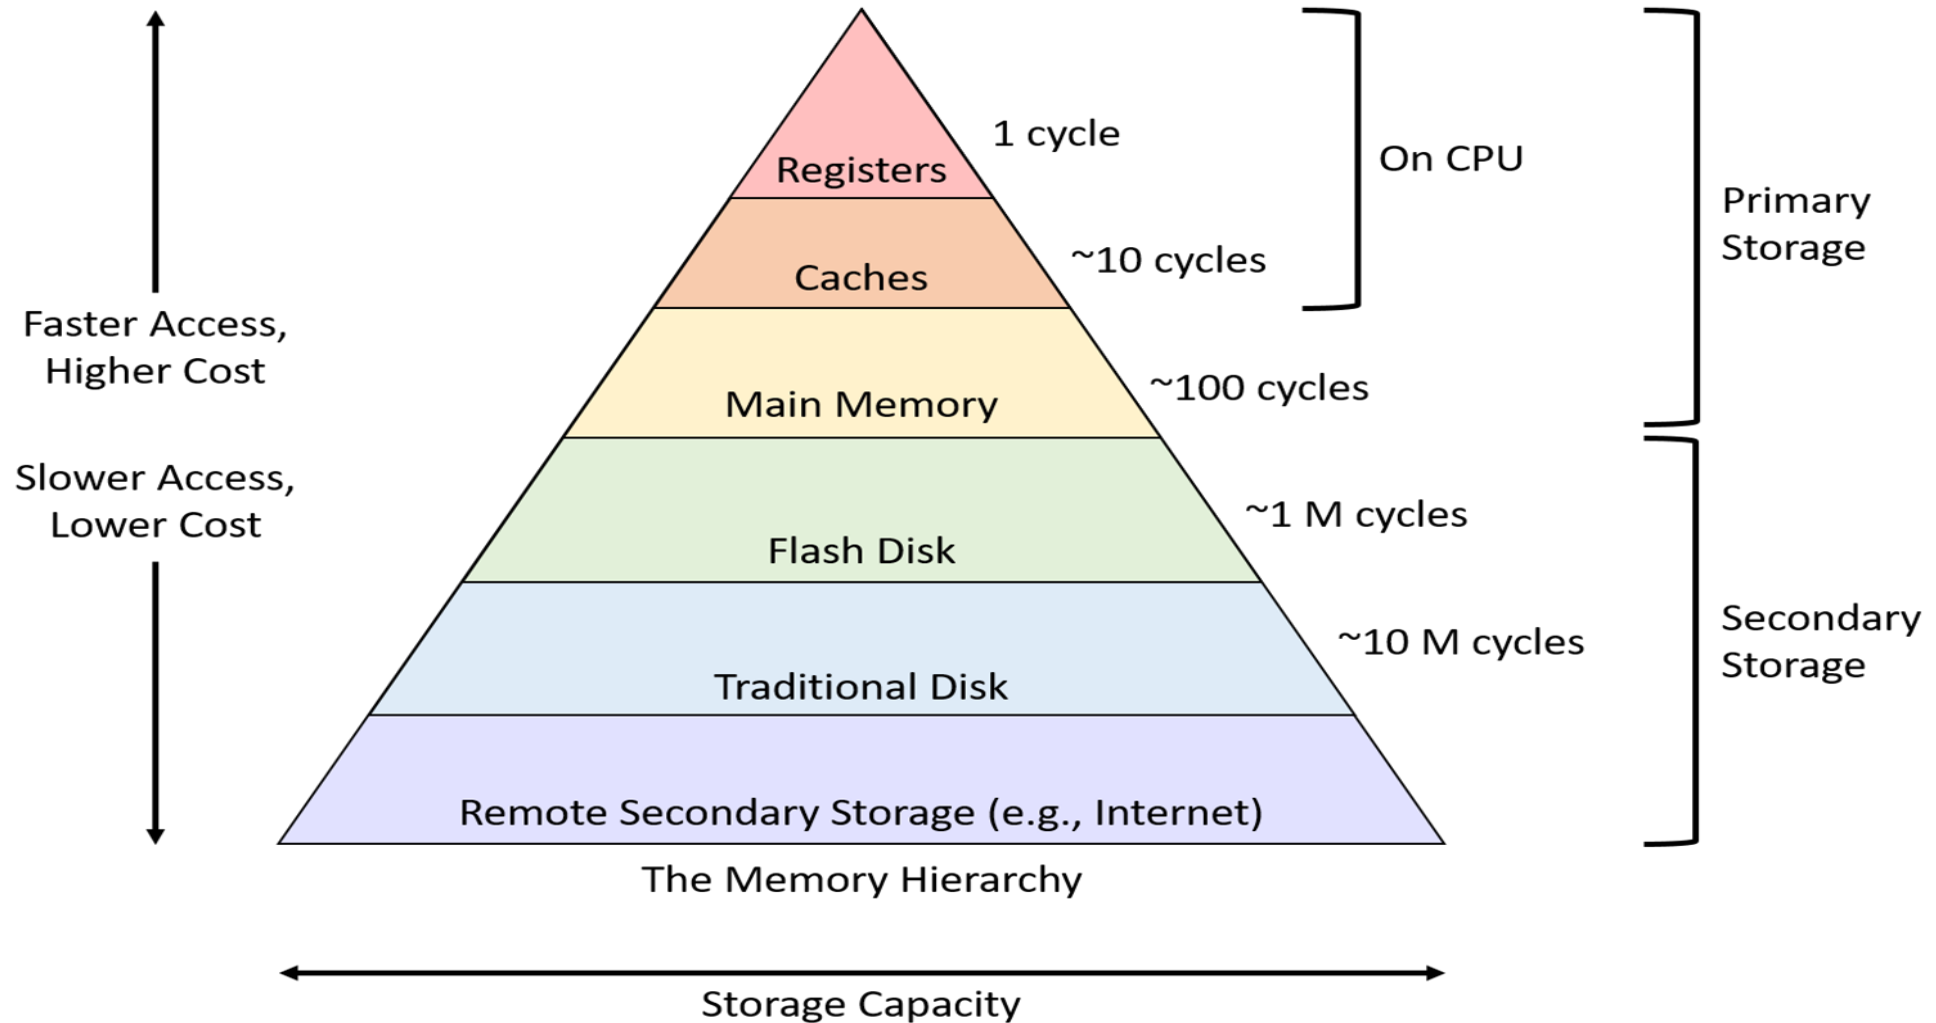 1 cycle
Registers
On CPU
Primary
Storage
~10 cycles
Caches
Faster Access,
Higher Cost
~100 cycles
Main Memory
Slower Access,
Lower Cost
~1 M cycles
Flash Disk
Secondary
Storage
~10 M cycles
Traditional Disk
Remote Secondary Storage (e.g., Internet)
The Memory Hierarchy
Storage Capacity